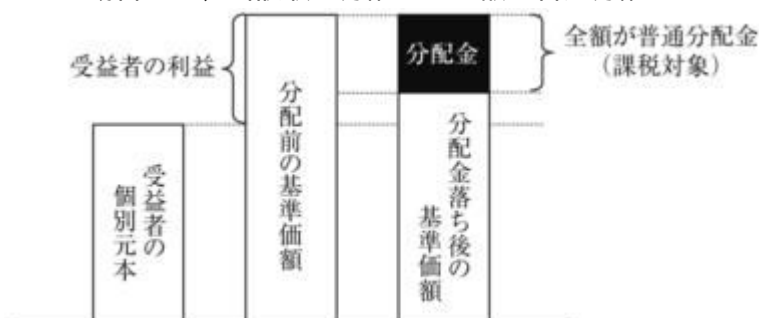 受益者の利益
分配金
全額が普通分配金
(課税対象)
受益者の
個別元本
分配前の基準価額
分配金落ち後の
基準価額